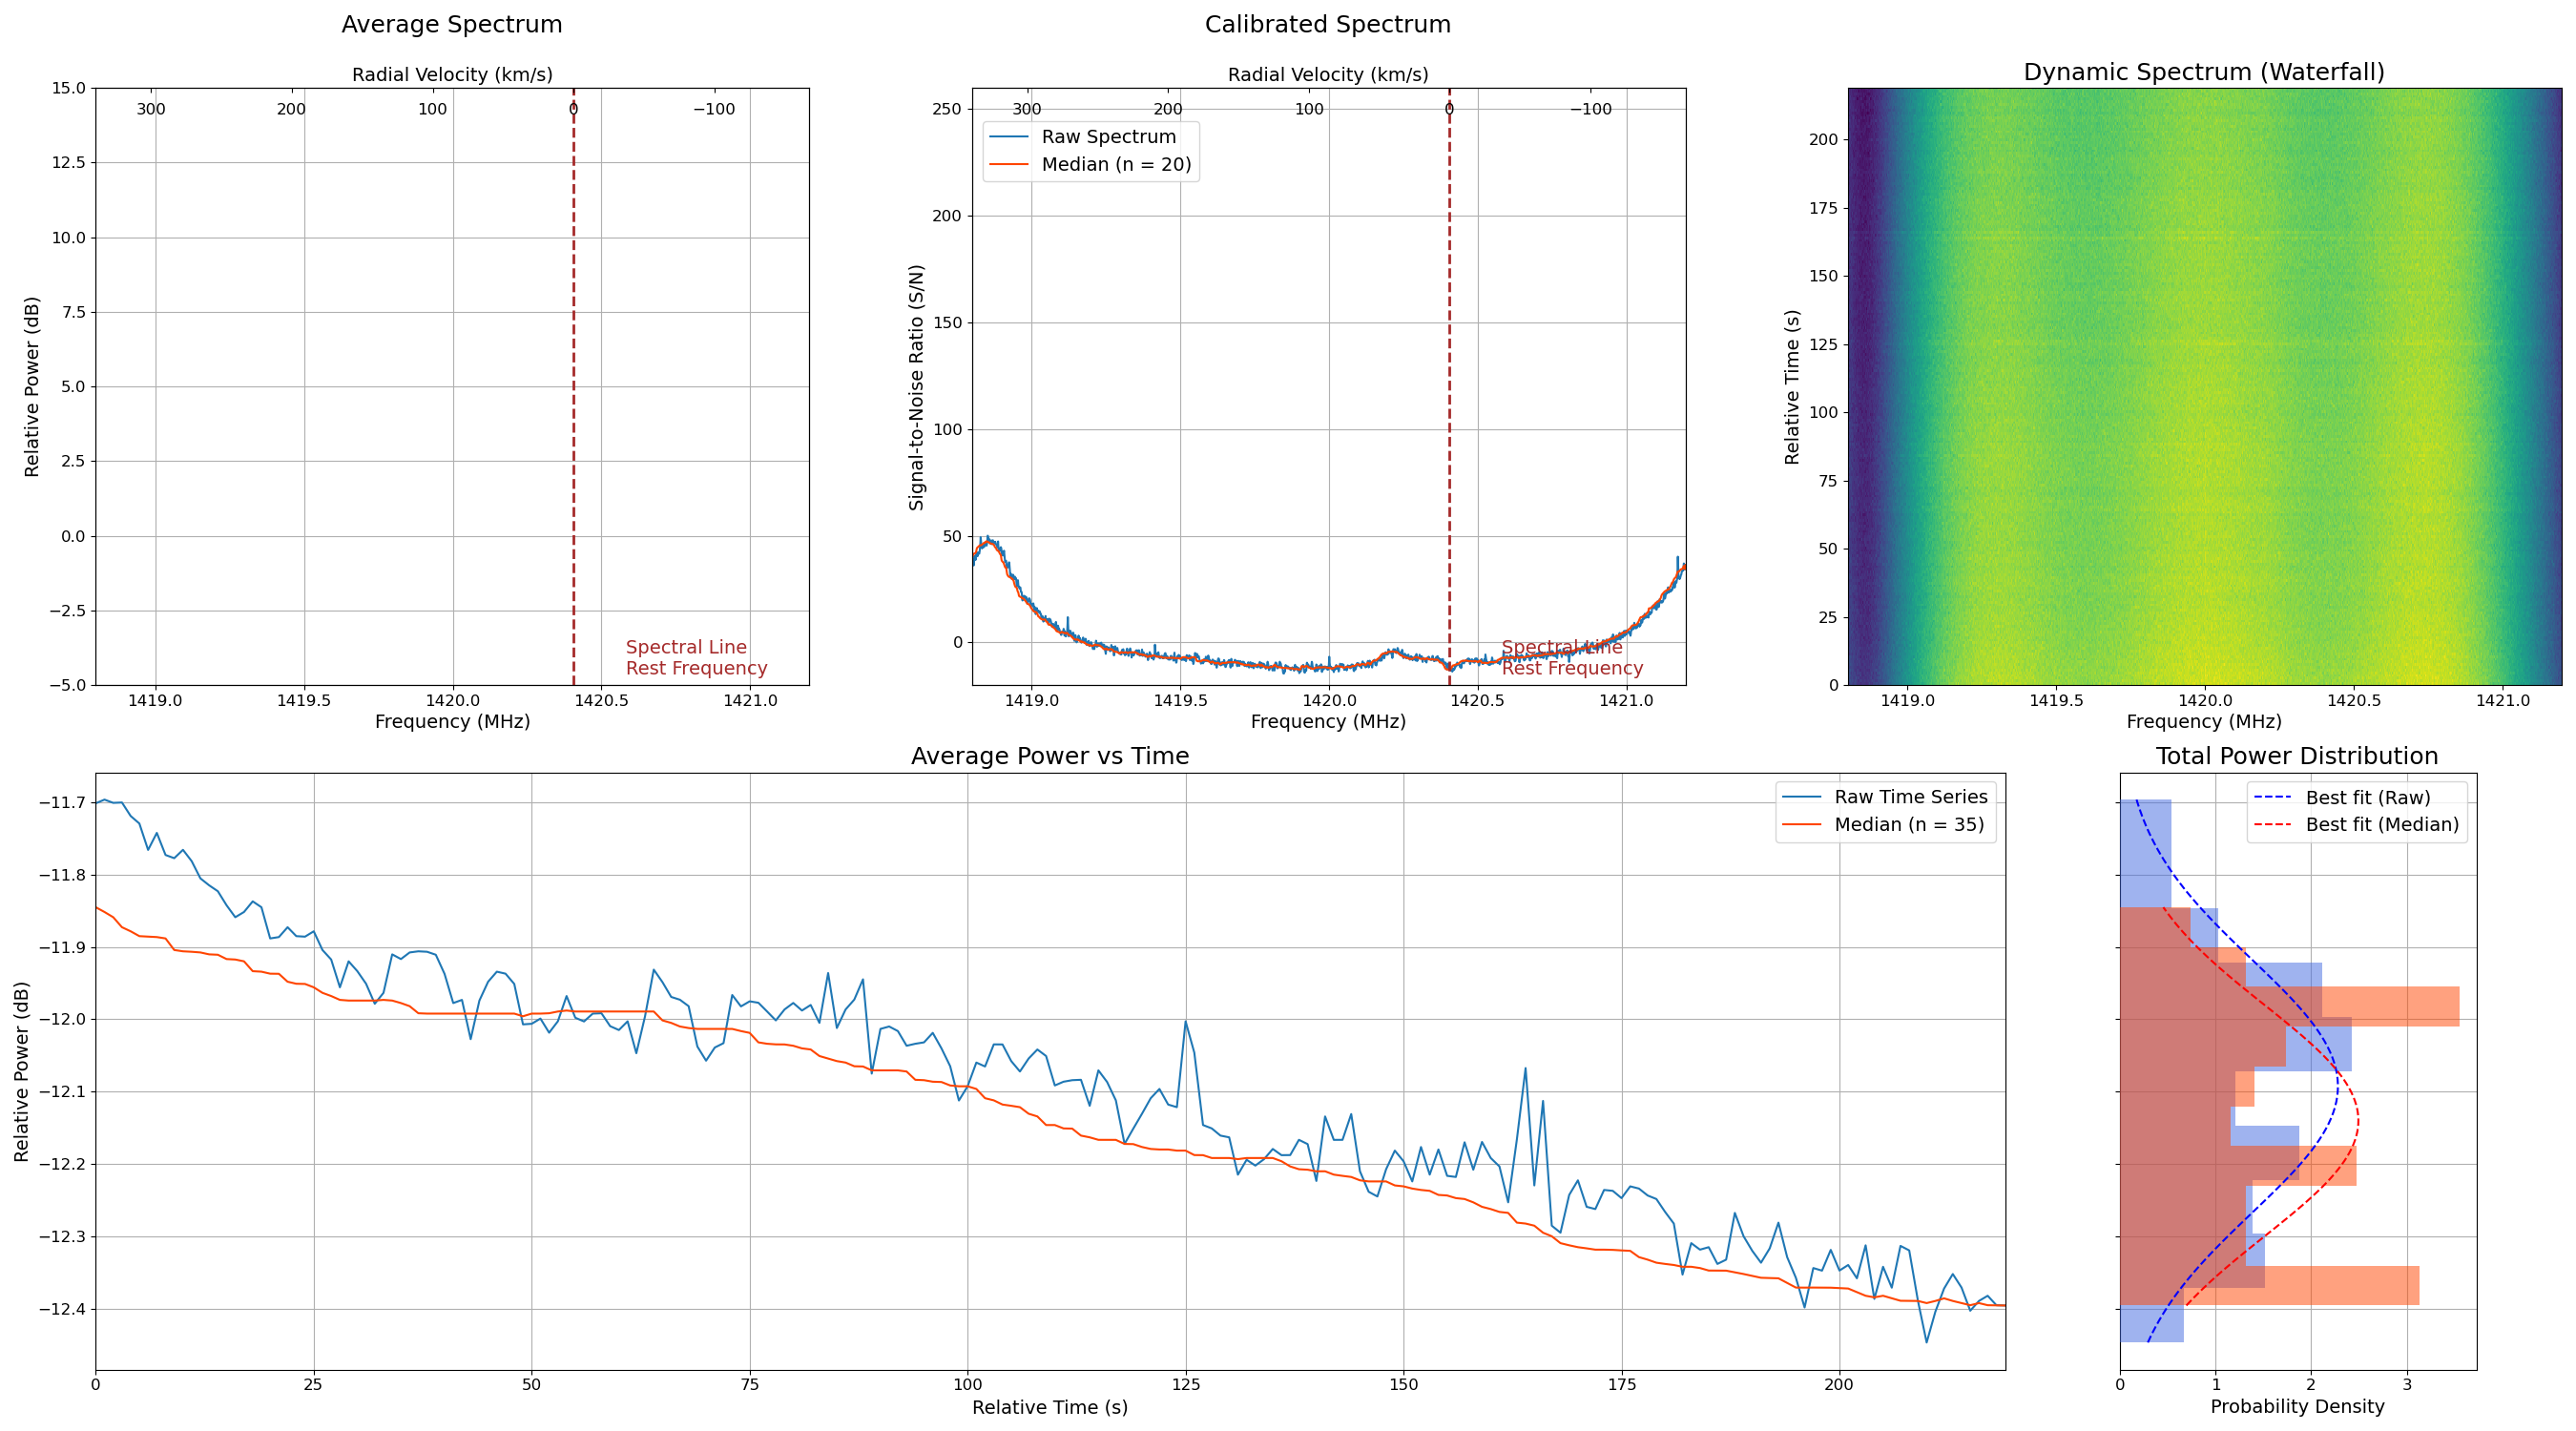 Average Spectrum
Radial Velocity (km/s)
300 200 100 0 −100
15.0
12.5
10.0
7.5
5.0
2.5
0.0
−2.5
−5.0
Relative Power (dB)
Spectral Line
Rest Frequency
1419.0 1419.5 1420.0 1420.5 1421.0
Frequency (MHz)
Calibrated Spectrum
Radial Velocity (km/s)
300 200 100 0 −100
Raw Spectrum
Median (n = 20)
250
200
150
100
50
0
Signal-to-Noise Ratio (S/N)
Spectral Line
Rest Frequency
1419.0 1419.5 1420.0 1420.5 1421.0
Frequency (MHz)
Dynamic Spectrum (Waterfall)
200
175
150
125
100
75
50
25
0
Relative Time (s)
1419.0 1419.5 1420.0 1420.5 1421.0
Frequency (MHz)
Average Power vs Time
Raw Time Series
Median (n = 35)
−11.7
−11.8
−11.9
−12.0
−12.1
−12.2
−12.3
−12.4
Relative Power (dB)
0 25 50 75 100 125 150 175 200
Relative Time (s)
Total Power Distribution
Best fit (Raw)
Best fit (Median)
0 1 2 3
Probability Density